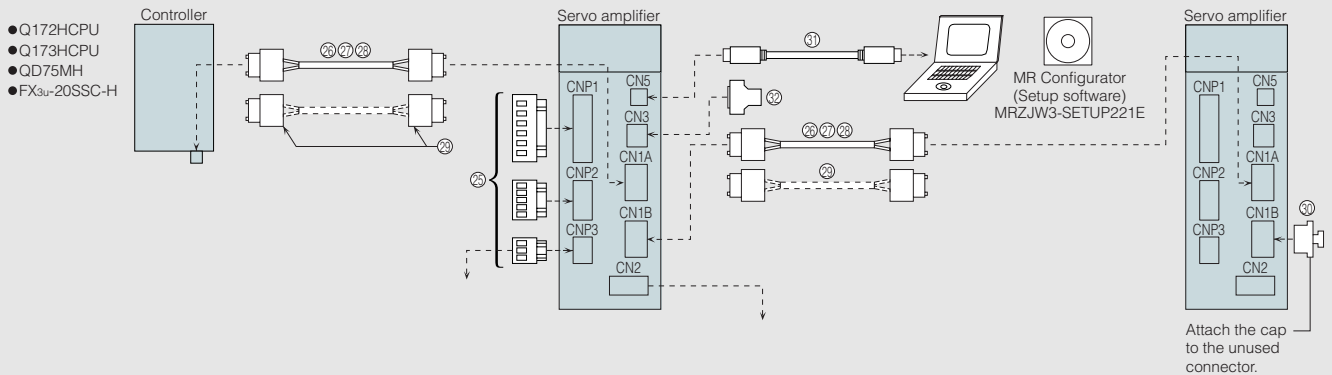 Controller
●Q172HCPU
●Q173HCPU
●QD75MH
●FX3U-20SSC-H
㉖㉗㉘
㉙
㉕
Servo amplifier
CNP1
CNP2
CNP3
CN5
CN3
CN1A
CN1B
CN2
㉛
㉜
㉖㉗㉘
㉙
MR Configurator
(Setup software)
MRZJW3-SETUP221E
Servo amplifier
CNP1
CNP2
CNP3
CN5
CN3
CN1A
CN1B
CN2
㉚
Attach the cap
to the unused
connector.